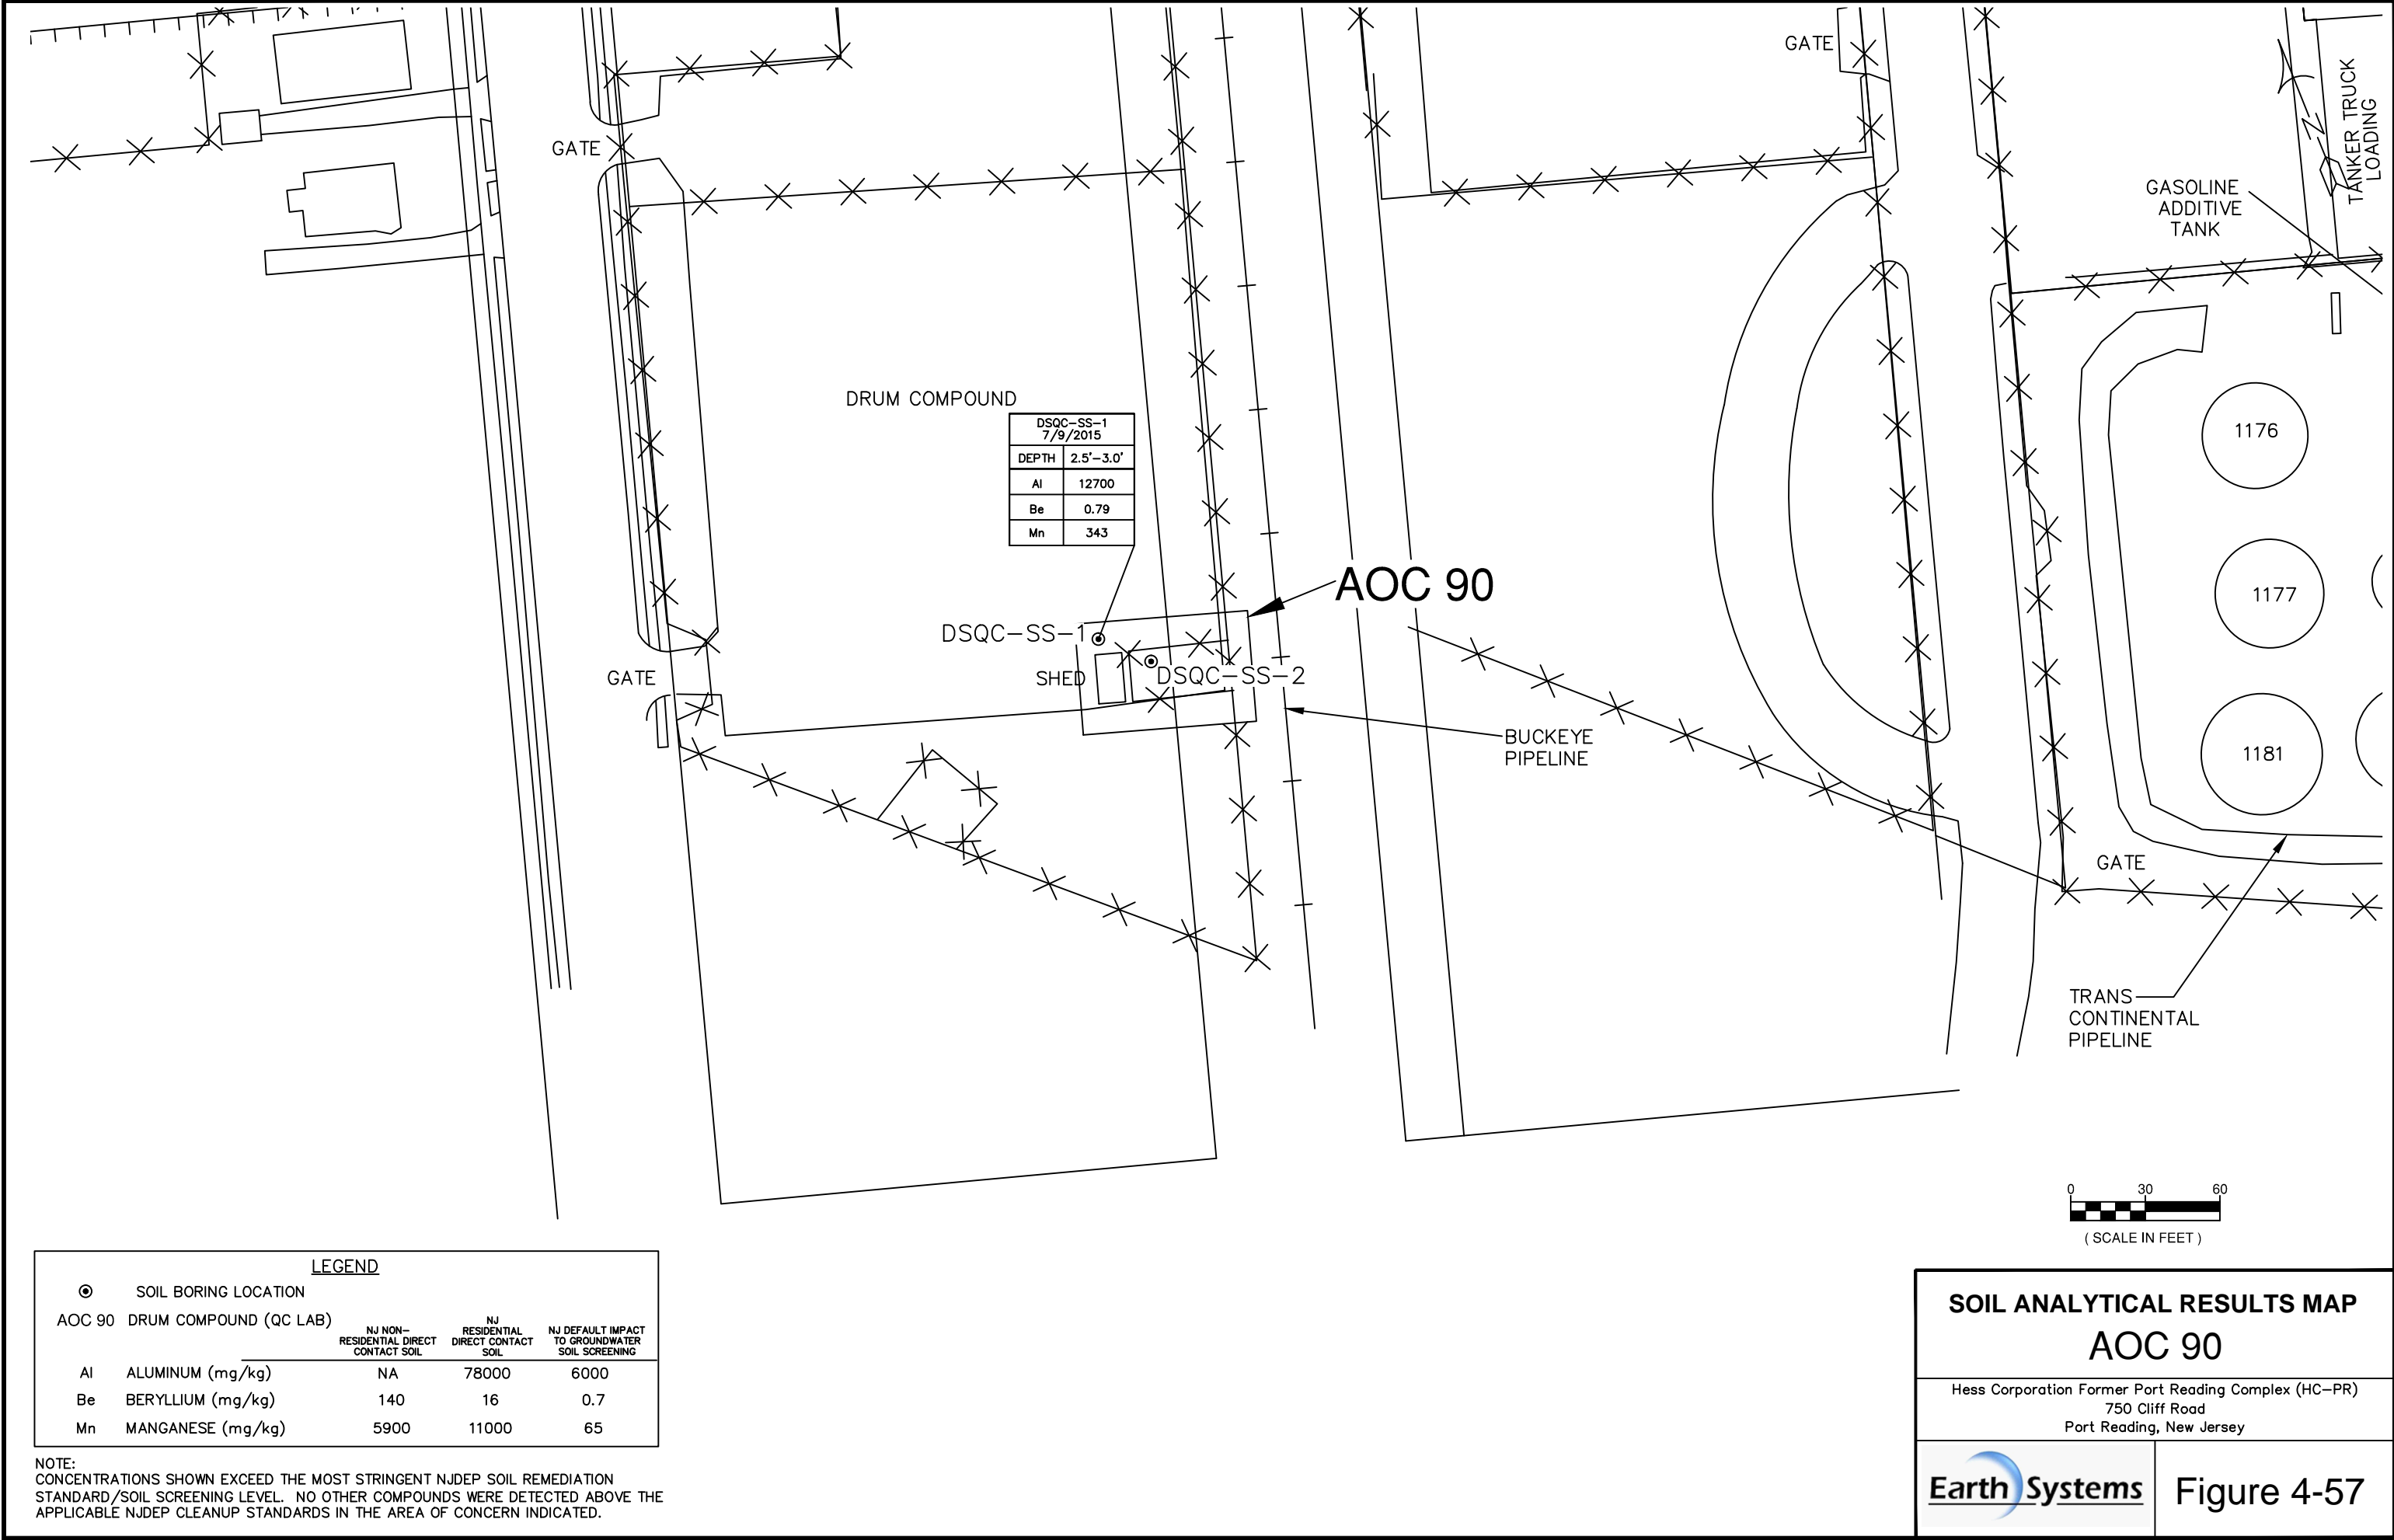 GATE
TANKER TRUCK
LOADING
GATE
GASOLINE
ADDITIVE
TANK
N
DRUM COMPOUND
DSQC-SS-1
7/9/2015
DEPTH 2.5'-3.0'
Al 12700
Be 0.79
Mn 343
1176
1177
1181
AOC 90
DSQC-SS-1
SHED
DSQC-SS-2
GATE
BUCKEYE
PIPELINE
GATE
TRANS
CONTINENTAL
PIPELINE
0 30 60
( SCALE IN FEET )
LEGEND
SOIL BORING LOCATION
AOC 90 DRUM COMPOUND (QC LAB)
NJ NON-
RESIDENTIAL DIRECT
CONTACT SOIL
NJ
RESIDENTIAL
DIRECT CONTACT
SOIL
NJ DEFAULT IMPACT
TO GROUNDWATER
SOIL SCREENING
Al ALUMINUM (mg/kg) NA 78000 6000
Be BERYLLIUM (mg/kg) 140 16 0.7
Mn MANGANESE (mg/kg) 5900 11000 65
NOTE:
CONCENTRATIONS SHOWN EXCEED THE MOST STRINGENT NJDEP SOIL REMEDIATION
STANDARD/SOIL SCREENING LEVEL. NO OTHER COMPOUNDS WERE DETECTED ABOVE THE
APPLICABLE NJDEP CLEANUP STANDARDS IN THE AREA OF CONCERN INDICATED.
SOIL ANALYTICAL RESULTS MAP
AOC 90
Hess Corporation Former Port Reading Complex (HC-PR)
750 Cliff Road
Port Reading, New Jersey
Earth Systems
Figure 4-57